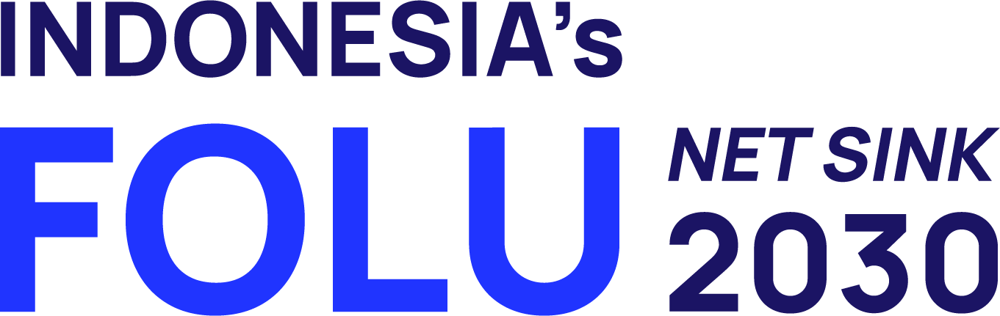 INDONESIA’s
FOLU
NET SINK
2030